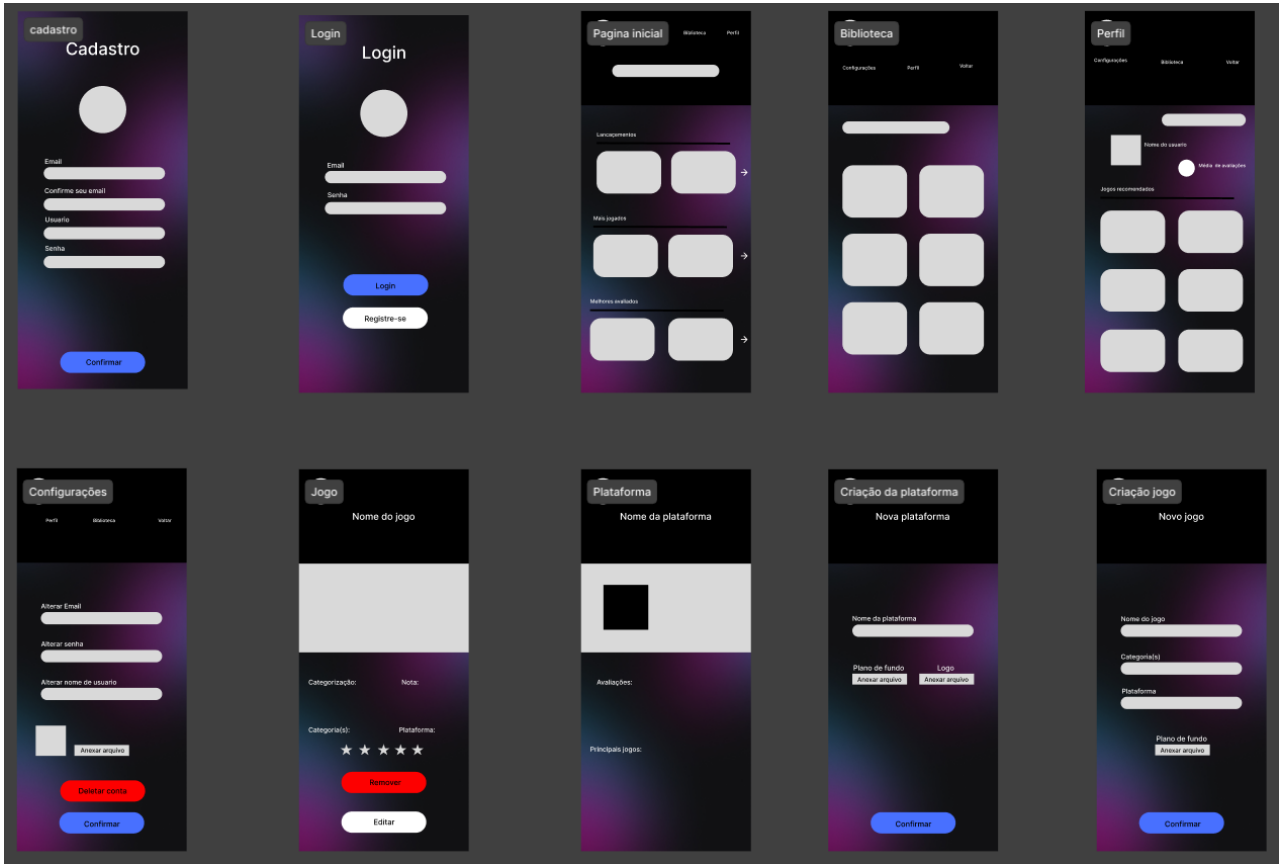 cadastro
Cadastro
Email
Confirme seu email
Usuario
Senha
Confirmar
Login
Login
Email
Senha
Login
Registre-se
Pagina inicial
Biblioteca
Perfil
Lançapementos
Mais jogados
Melhores avaliados
Biblioteca
Configurações
Perfil
Voltar
Perfil
Configurações
Biblioteca
Voltar
Nome do usuario
Média de avaliações
Jogos recomendados
Configurações
Perfil
Biblioteca
Voltar
Alterar Email
Alterar senha
Alterar nome de usuario
Anexar arquivo
Deletar conta
Confirmar
Jogo
Nome do jogo
Categorização:
Nota:
Categoria(s):
Plataforma:
Remover
Editar
Plataforma
Nome da plataforma
Avaliações:
Principais jogos:
Criação da plataforma
Nova plataforma
Nome da plataforma
Plano de fundo
Logo
Anexar arquivo
Anexar arquivo
Confirmar
Criação jogo
Novo jogo
Nome do jogo
Categoria(s)
Plataforma
Plano de fundo
Anexar arquivo
Confirmar